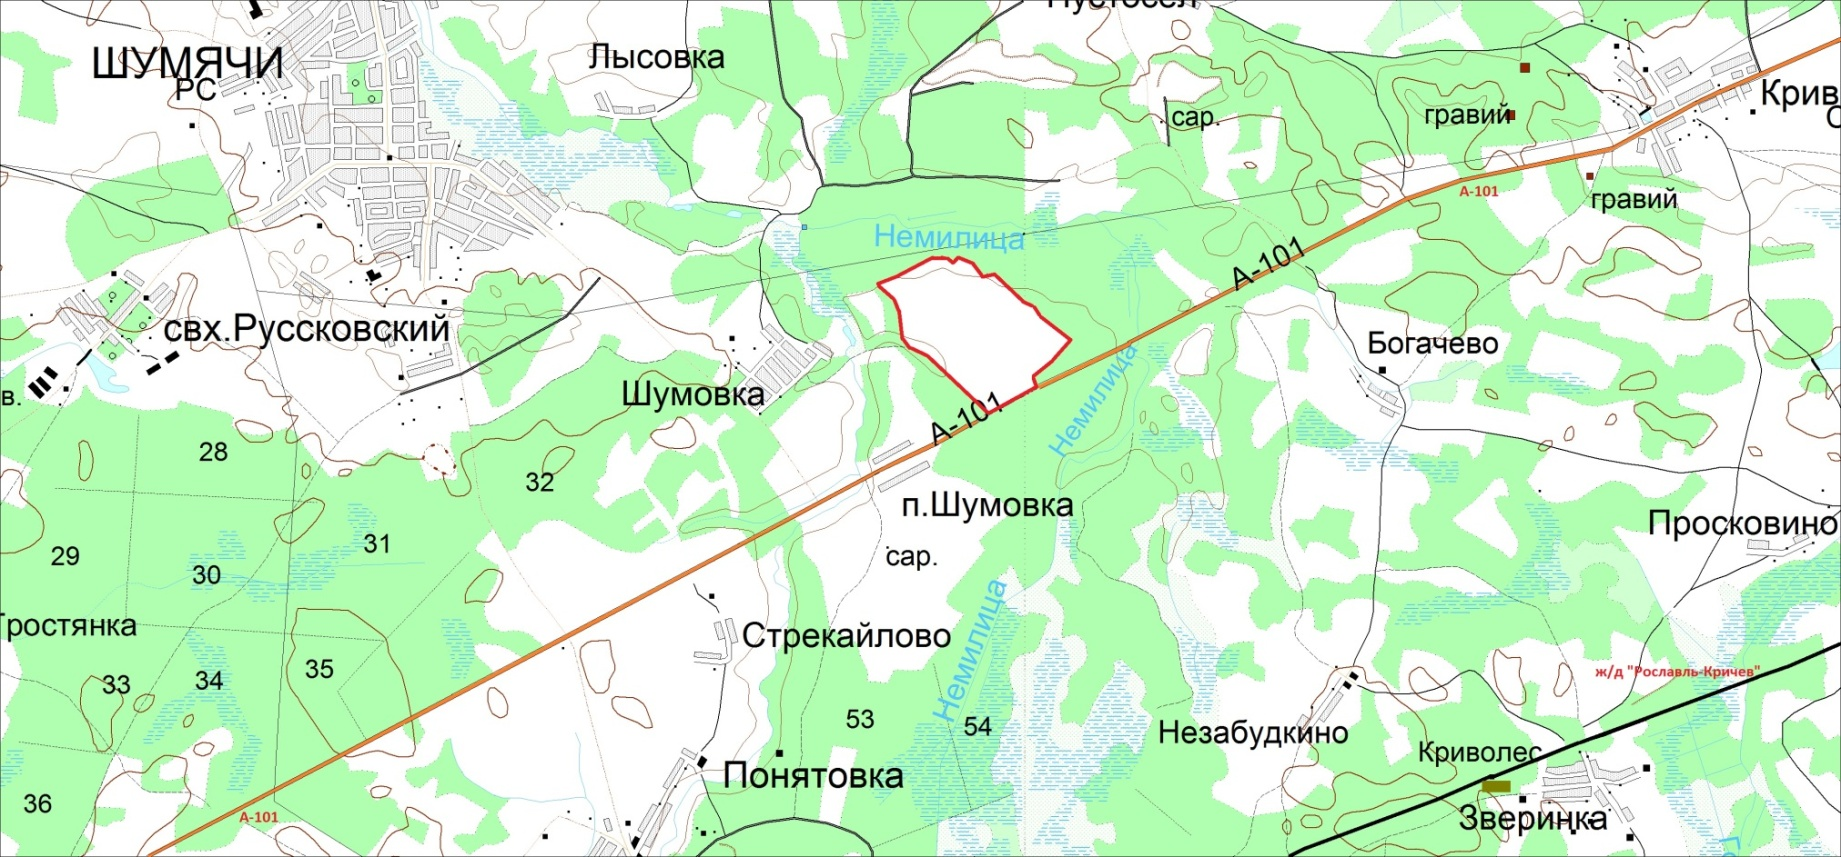 ШУМЯЧИ
РС
Лысовка
сар.
гравий
А-101
гравий
Немилица
А-101
свх.Руссковский
Богачево
Шумовка
Немилица
А-101
28
32
п.Шумовка
Просковино
29
31
30
сар.
Тростянка
Стрекайлово
Немилица
ж/д "Рославль-Кричев"
33
34
35
53
54
Незабудкино
Криволес
Понятовка
36
А-101
Зверинка